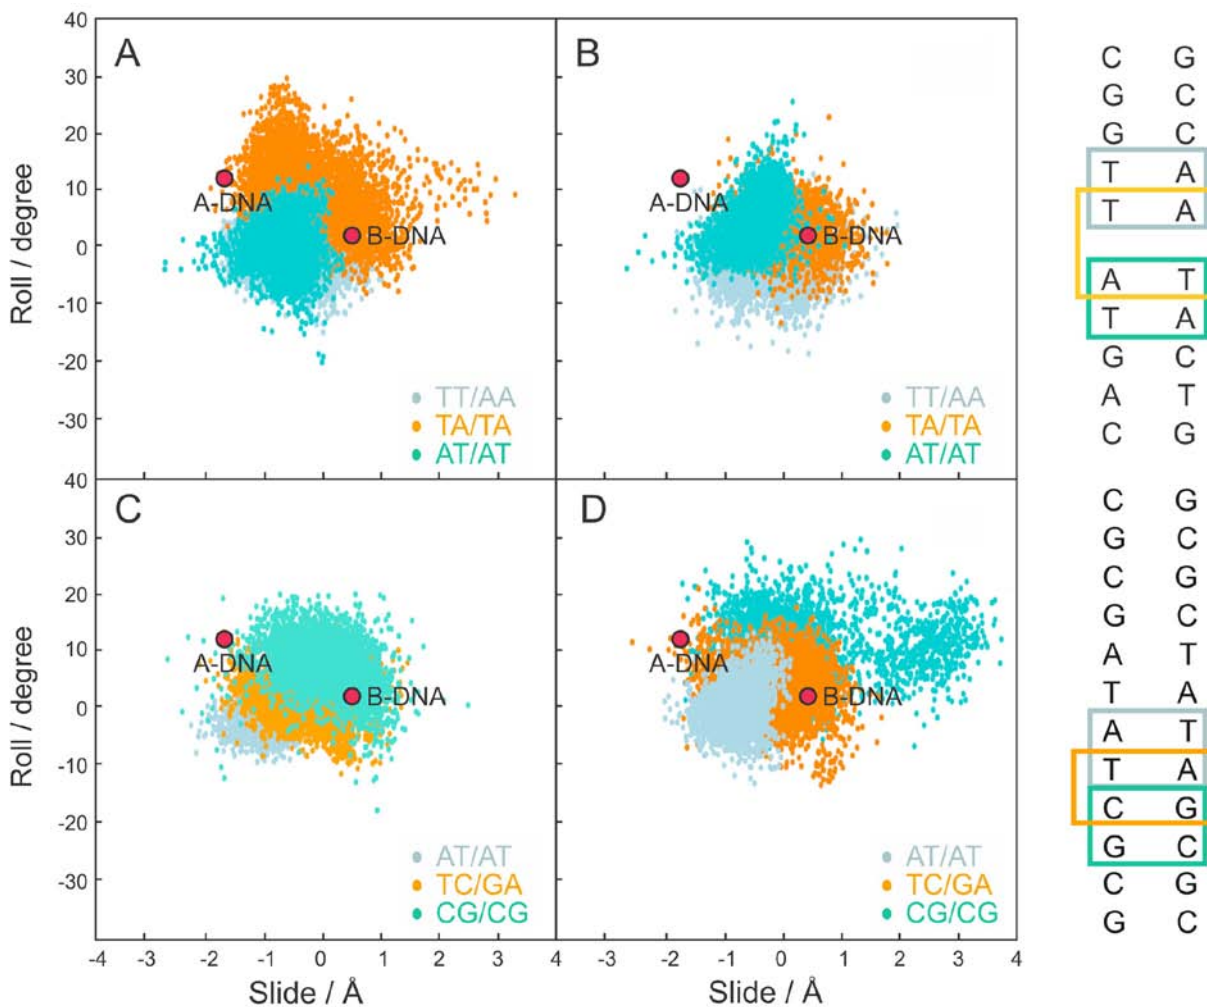 A
B
40
30
20
10
0
-10
-20
-30
40
Roll / degree
A-DNA
B-DNA
TT/AA
TA/TA
AT/AT
A-DNA
B-DNA
TT/AA
TA/TA
AT/AT
C
D
30
20
10
0
-10
-20
-30
Roll / degree
A-DNA
B-DNA
AT/AT
TC/GA
CG/CG
A-DNA
B-DNA
AT/AT
TC/GA
CG/CG
-4 -3 -2 -1 0 1 2 3 4
-3 -2 -1 0 1 2 3 4
Slide / Å
Slide / Å
C G
G C
G C
T A
T A
A T
T A
G C
A T
C G
C G
G C
C G
G C
A T
T A
A T
T A
C G
G C
C G
G C